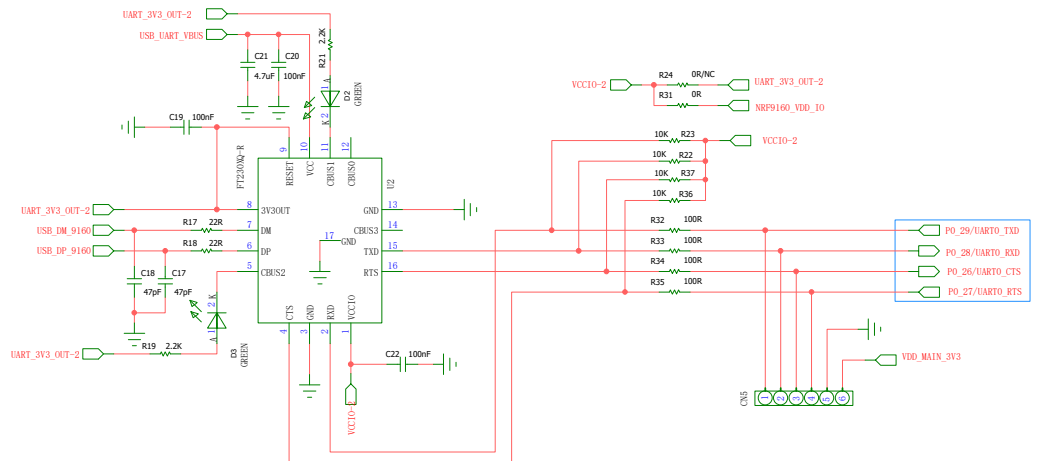 UART_3V3_OUT-2
USB_UART_VBUS
C21
4.7uF
C20
100nF
2.2K
R21
1 A
K 2
D2
GREEN
VCCIO-2
R24
0R/NC
UART_3V3_OUT-2
R31
0R
NRF9160_VDD_IO
C19
100nF
10K
R23
VCCIO-2
10K
R22
10K
R37
10K
R36
FT230XQ-R
U2
9
10
11
12
RESET
VCC
CBUS1
CBUS0
UART_3V3_OUT-2
8
3V3OUT
GND
13
USB_DM_9160
R17
22R
7
DM
CBUS3
14
USB_DP_9160
R18
22R
6
DP
17
GND
TXD
15
5
CBUS2
RTS
16
C18
47pF
C17
47pF
2 K
A 1
D3
GREEN
UART_3V3_OUT-2
R19
2.2K
CTS
GND
RXD
VCCIO
4
3
2
1
C22
100nF
VCCIO-2
R32
100R
P0_29/UART0_TXD
R33
100R
P0_28/UART0_RXD
R34
100R
P0_26/UART0_CTS
R35
100R
P0_27/UART0_RTS
VDD_MAIN_3V3
CN5
1
2
3
4
5
6